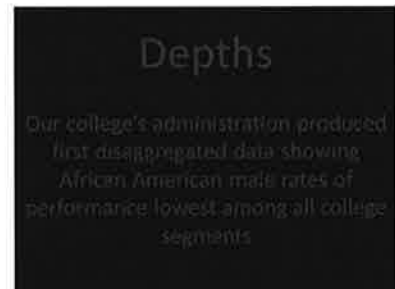 Depths
Our college's administration produced
first disaggregated data showing
African American male rates of
performance lowest among all college
segments